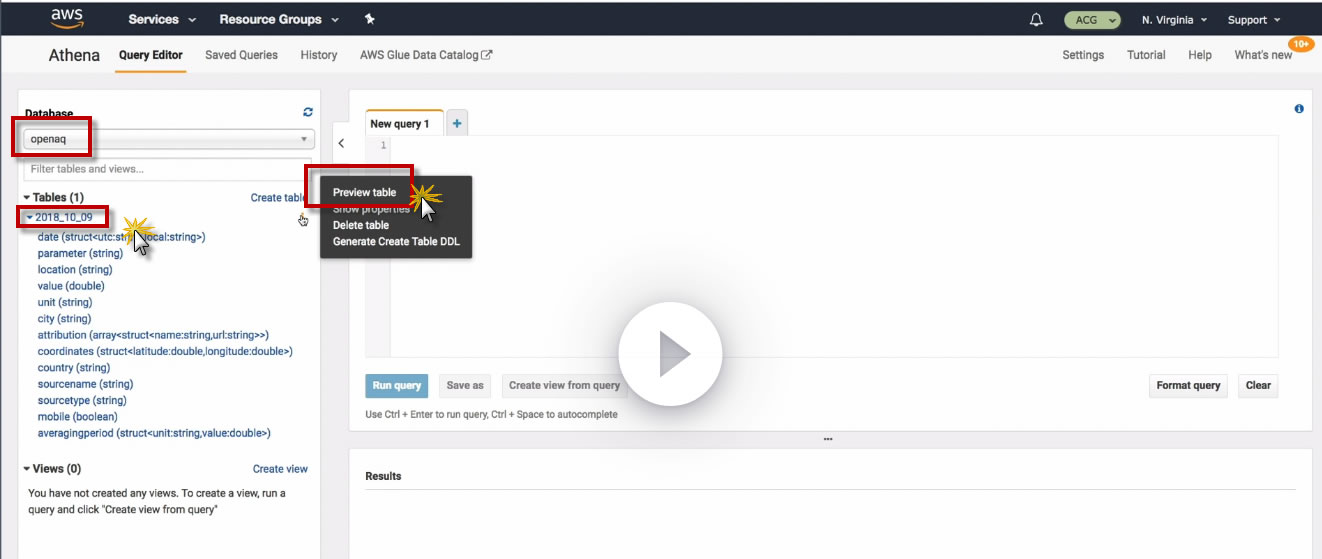 aws Services Resource Groups ACG N. Virginia Support
Athena Query Editor Saved Queries History AWS Glue Data Catalog Settings Tutorial Help What's new 10+
Database
openaq
Filter tables and views...
Tables (1) Create table
2018_10_09
date (struct<utc:string,local:string>)
parameter (string)
location (string)
value (double)
unit (string)
city (string)
attribution (array<struct<name:string,url:string>>)
coordinates (struct<latitude:double,longitude:double>)
country (string)
sourcename (string)
sourcetype (string)
mobile (boolean)
averagingperiod (struct<unit:string,value:double>)
Views (0) Create view
You have not created any views. To create a view, run a
query and click "Create view from query"
Preview table
Show properties
Delete table
Generate Create Table DDL
New query 1 +
1
Run query Save as Create view from query Format query Clear
Use Ctrl + Enter to run query, Ctrl + Space to autocomplete
Results